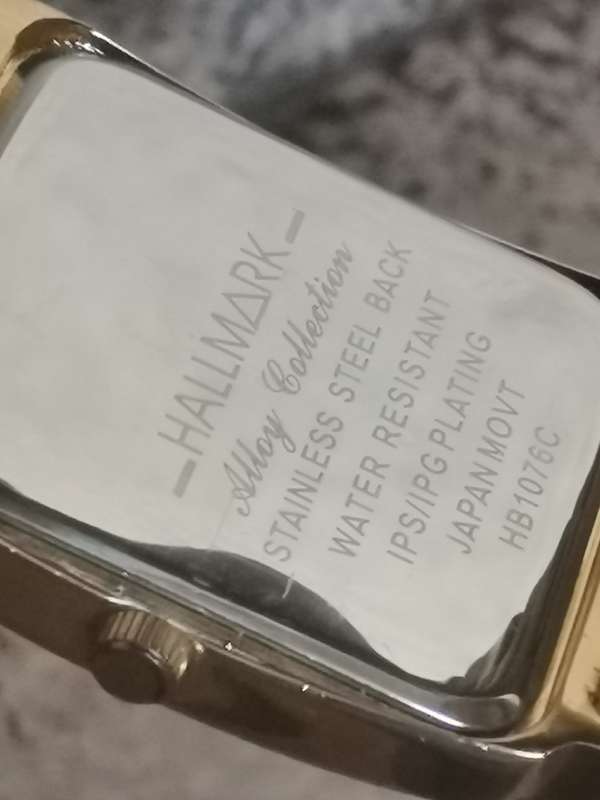 HALLMARK
Alloy Collection
STAINLESS STEEL BACK
WATER RESISTANT
IPS/IPG PLATING
JAPAN MOVT
HB1076C